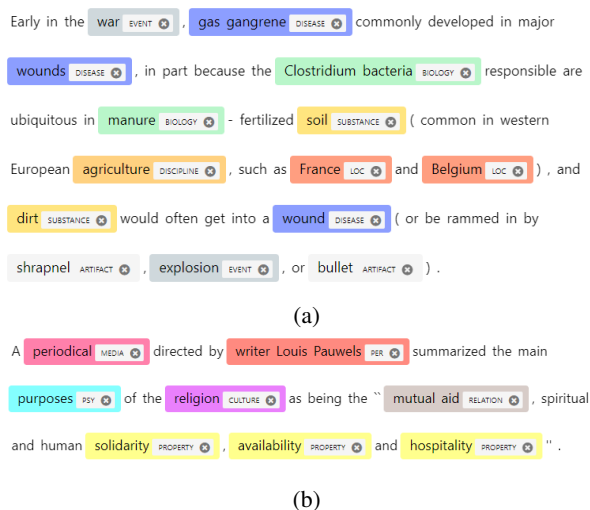 Early in the war EVENT , gas gangrene DISEASE commonly developed in major
wounds DISEASE , in part because the Clostridium bacteria BIOLOGY responsible are
ubiquitous in manure BIOLOGY - fertilized soil SUBSTANCE ( common in western
European agriculture DISCIPLINE , such as France LOC and Belgium LOC ) , and
dirt SUBSTANCE would often get into a wound DISEASE ( or be rammed in by
shrapnel ARTIFACT , explosion EVENT , or bullet ARTIFACT ) .
(a)
A periodical MEDIA directed by writer Louis Pauwels PER summarized the main
purposes PSY of the religion CULTURE as being the `` mutual aid RELATION , spiritual
and human solidarity PROPERTY , availability PROPERTY and hospitality PROPERTY '' .
(b)